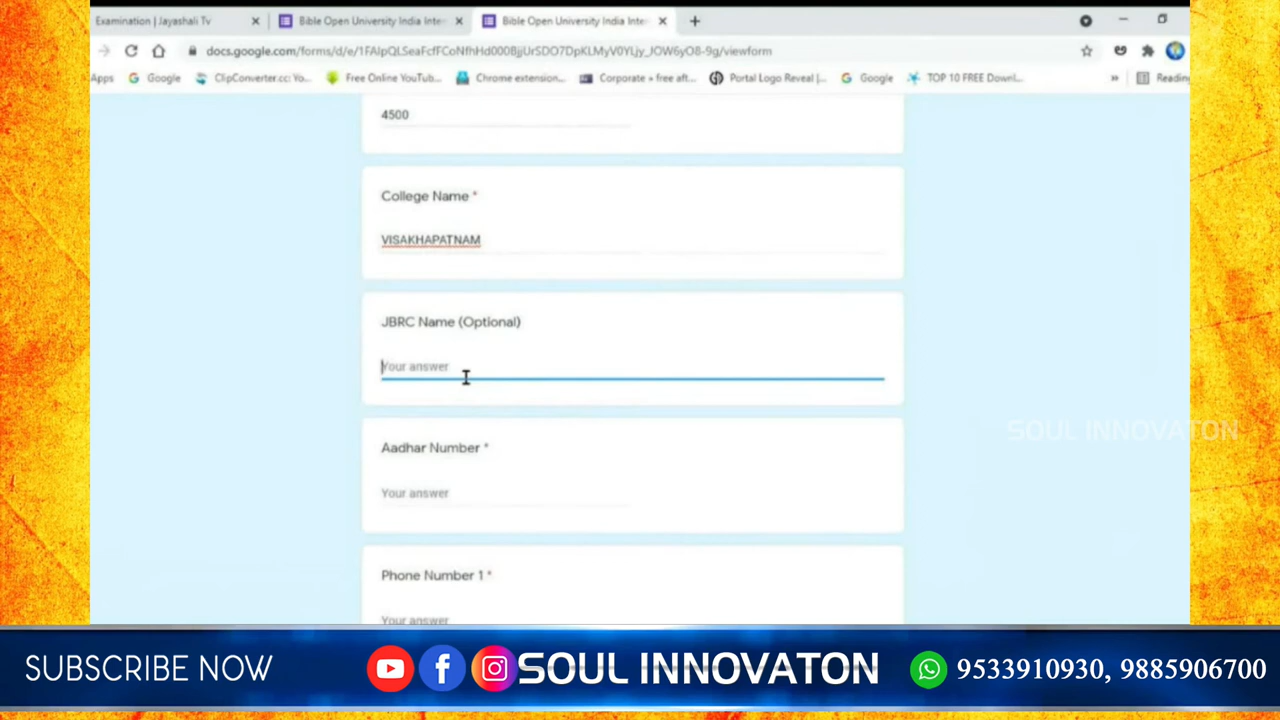 Examination | Jayashali Tv
Bible Open University India Inte
Bible Open University India Inte
docs.google.com/forms/d/e/1FAIpQLSeaFcfFCoNfhHd000BjjUrSDO7DpKLMyV0YLjy_JOW6yO8-9g/viewform
Apps Google ClipConverter.cc: Yo... Free Online YouTub... Chrome extension... Corporate + free aft... Portal Logo Reveal |... Google TOP 10 FREE Downl... » Reading
4500
College Name *
VISAKHAPATNAM
JBRC Name (Optional)
Your answer
SOUL INNOVATON
Aadhar Number *
Your answer
Phone Number 1 *
Your answer
SUBSCRIBE NOW SOUL INNOVATON 9533910930, 9885906700